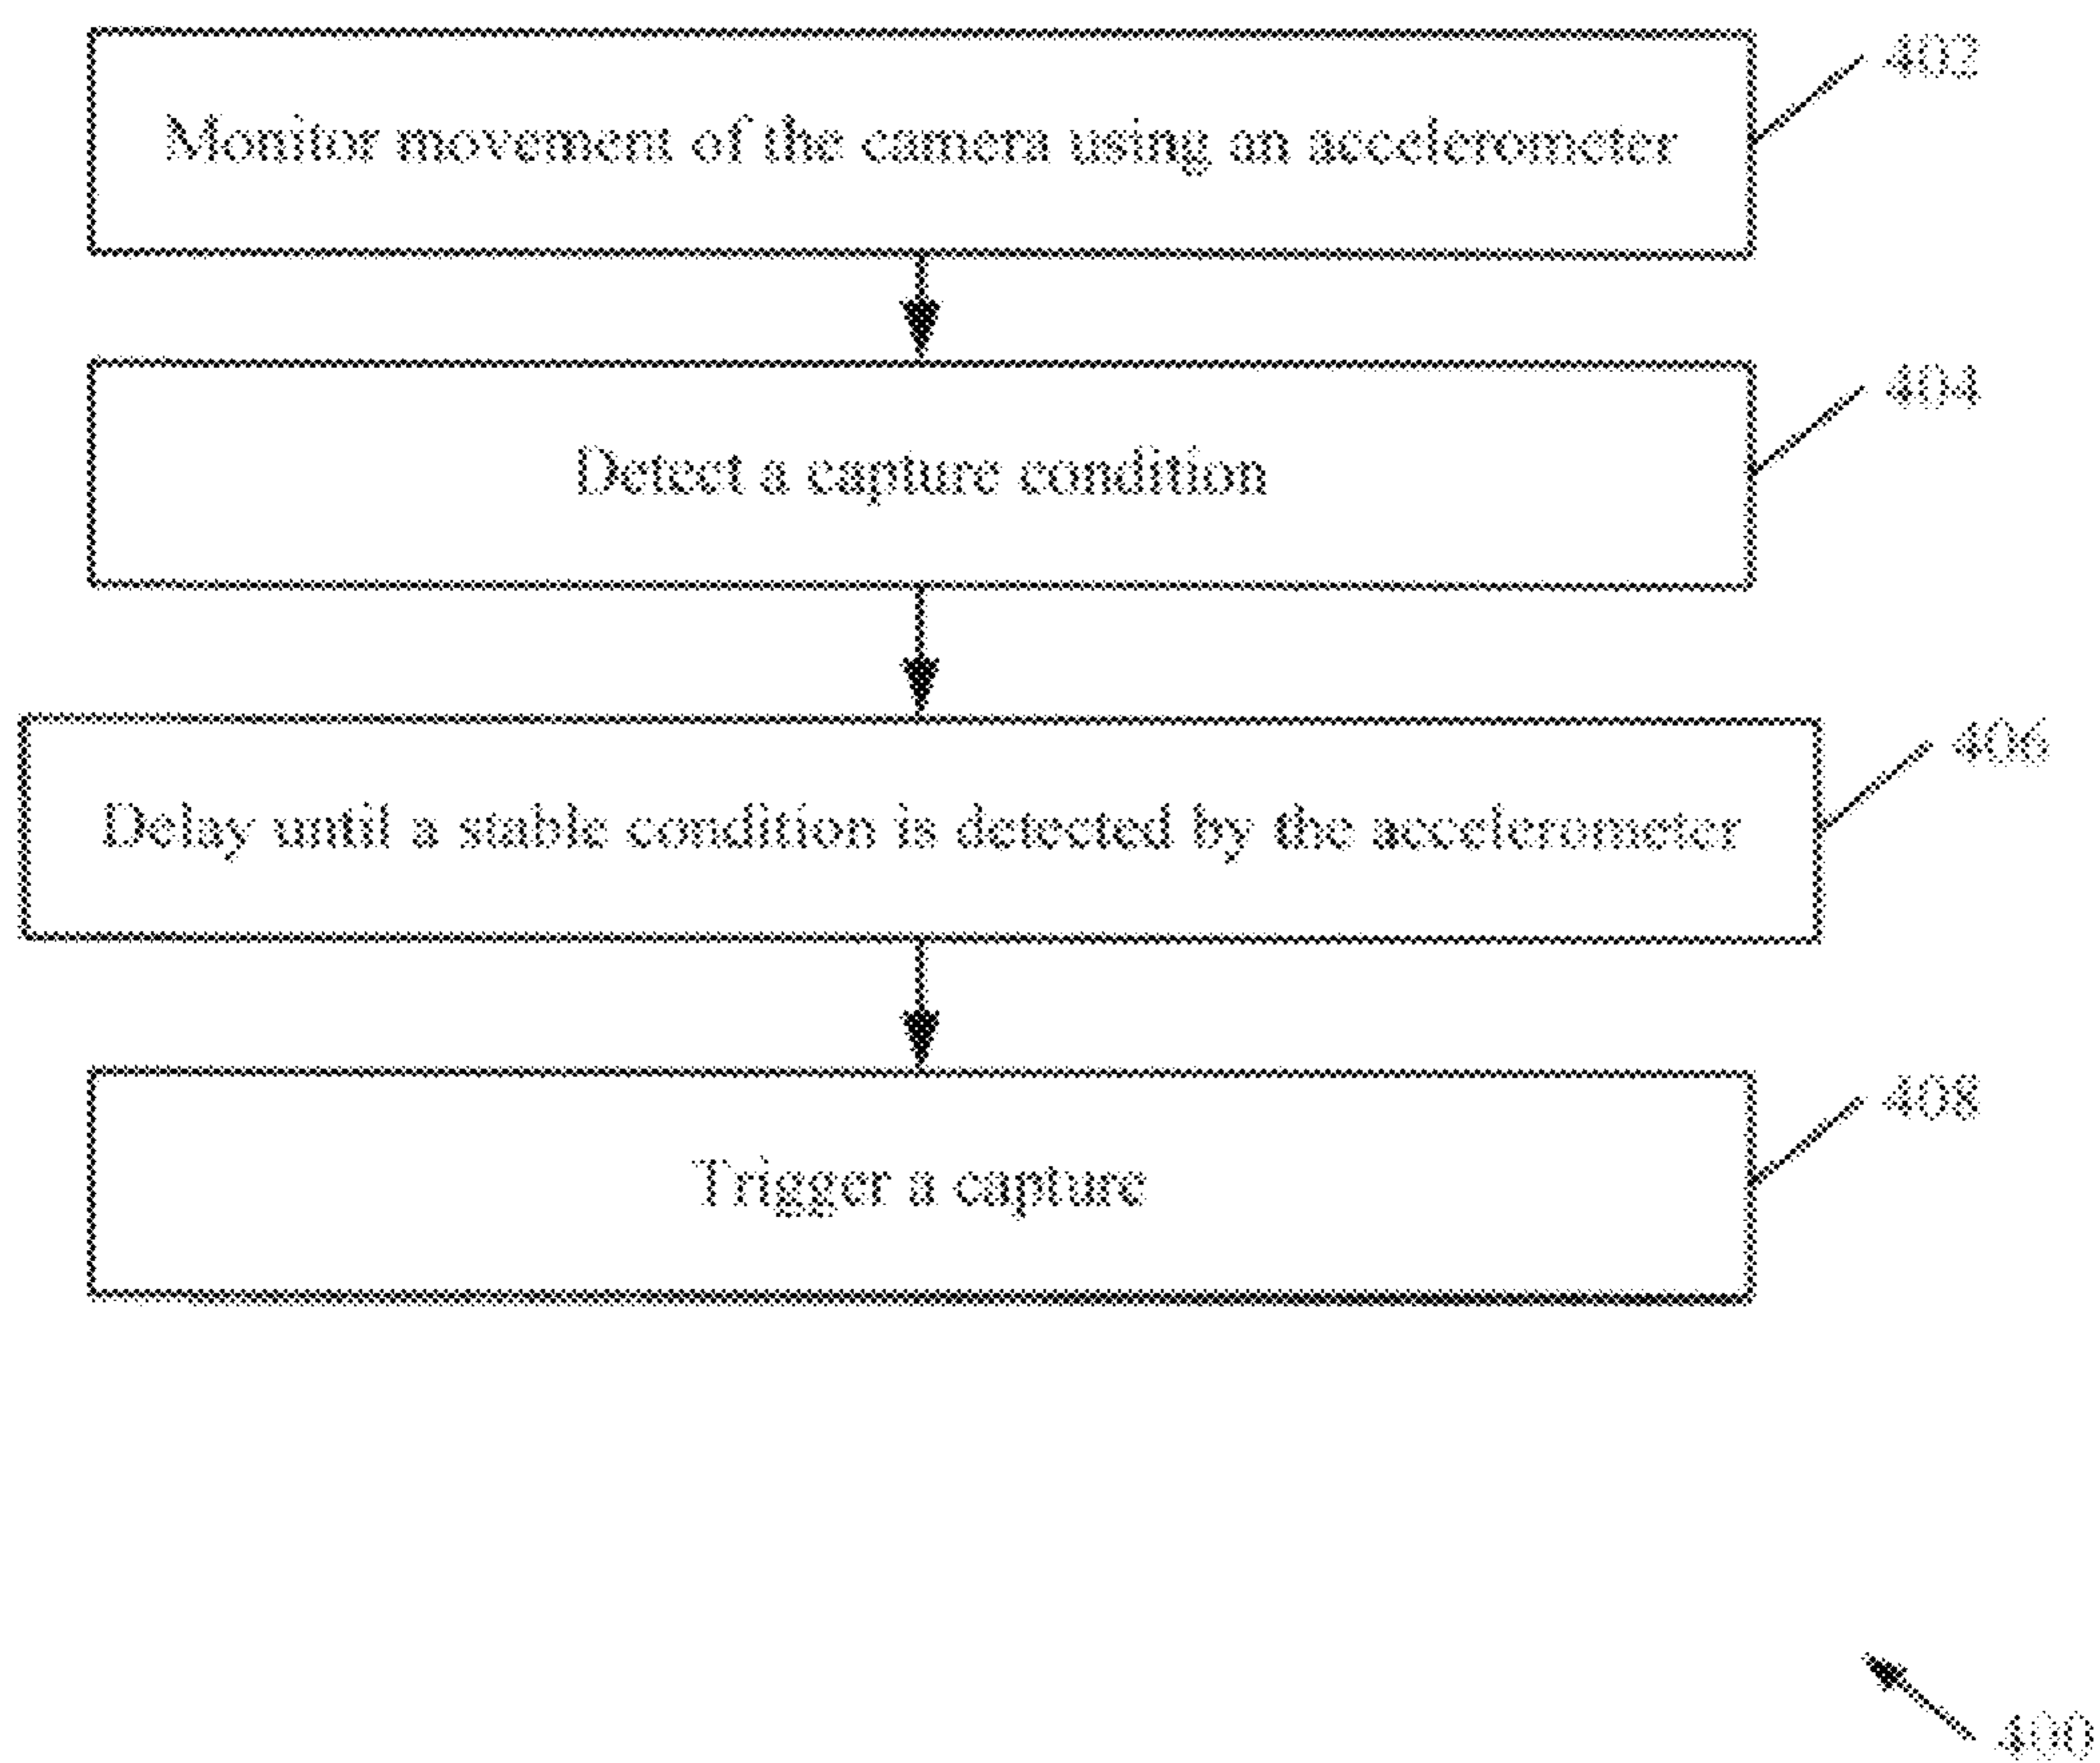 402
Monitor movement of the camera using an accelerometer
404
Detect a capture condition
406
Delay until a stable condition is detected by the accelerometer
408
Trigger a capture
400